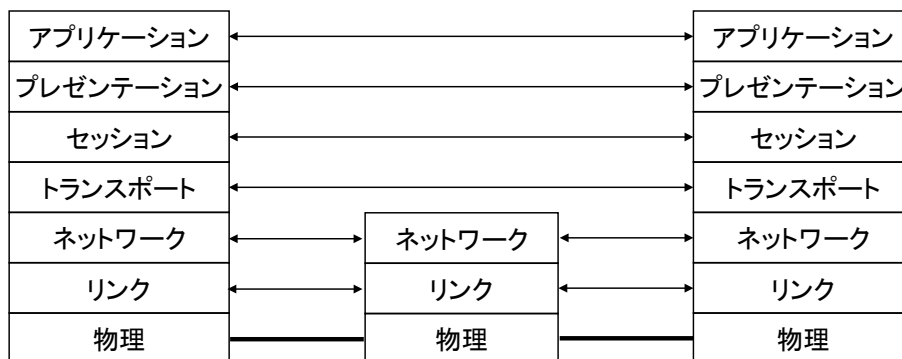 アプリケーション
アプリケーション
プレゼンテーション
プレゼンテーション
セッション
セッション
トランスポート
トランスポート
ネットワーク
ネットワーク
ネットワーク
リンク
リンク
リンク
物理
物理
物理